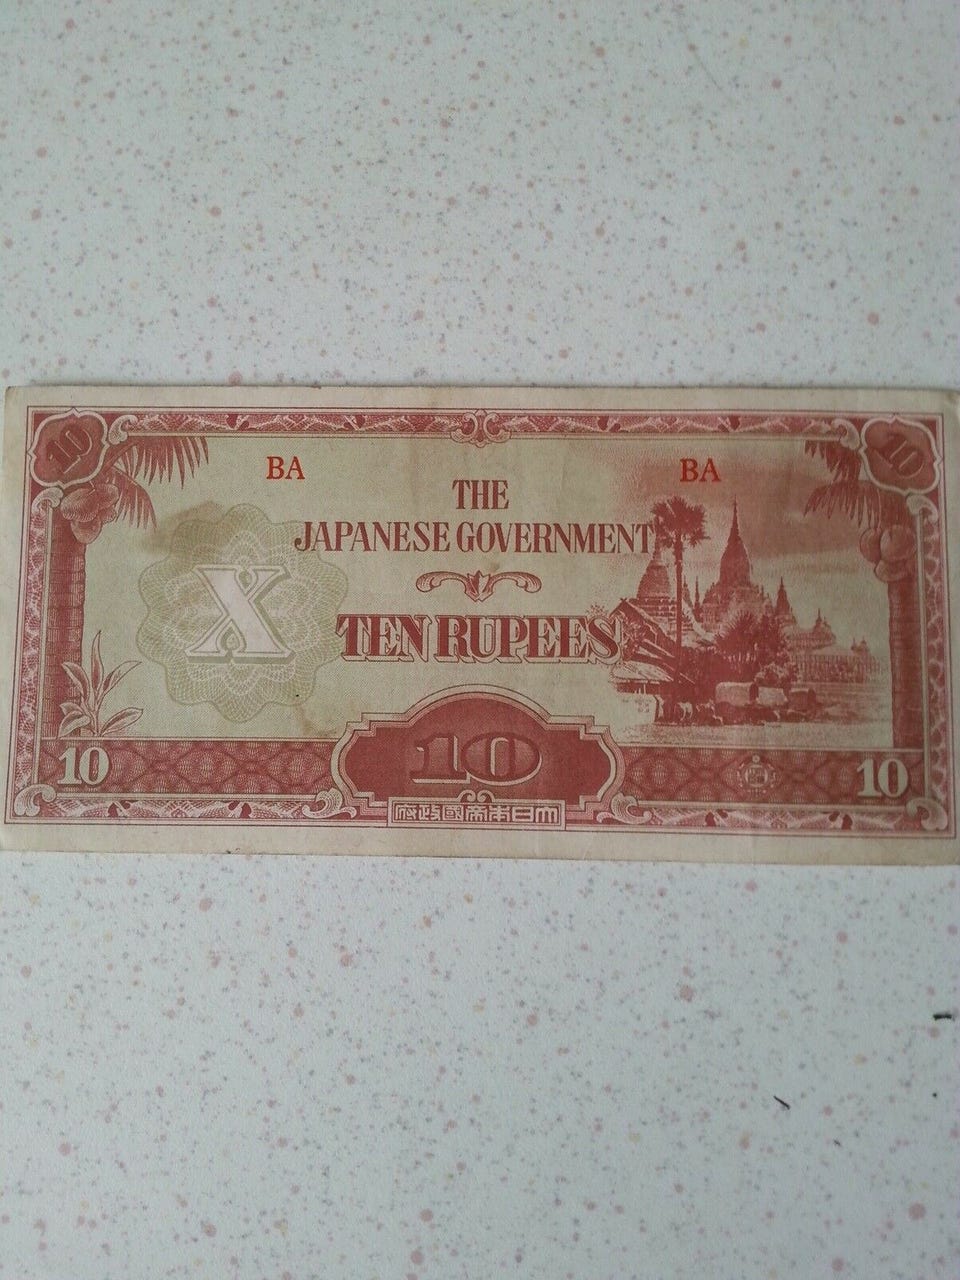 10 10
BA BA
THE
JAPANESE GOVERNMENT
X
TEN RUPEES
10 10 10
大日本帝國政府